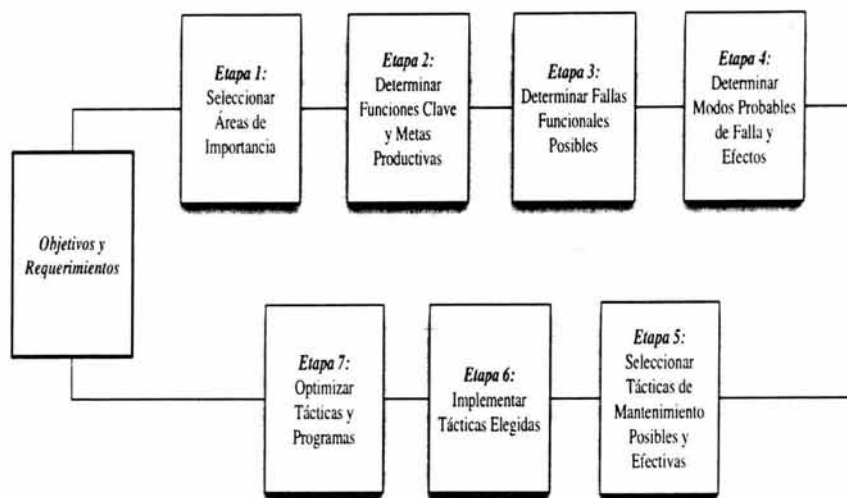 Etapa 1:
Seleccionar
Áreas de
Importancia
Etapa 2:
Determinar
Funciones Clave
y Metas
Productivas
Etapa 3:
Determinar Fallas
Funcionales
Posibles
Etapa 4:
Determinar
Modos Probables
de Falla y
Efectos
Objetivos y
Requerimientos
Etapa 5:
Seleccionar
Tácticas de
Mantenimiento
Posibles y
Efectivas
Etapa 6:
Implementar
Tácticas Elegidas
Etapa 7:
Optimizar
Tácticas y
Programas